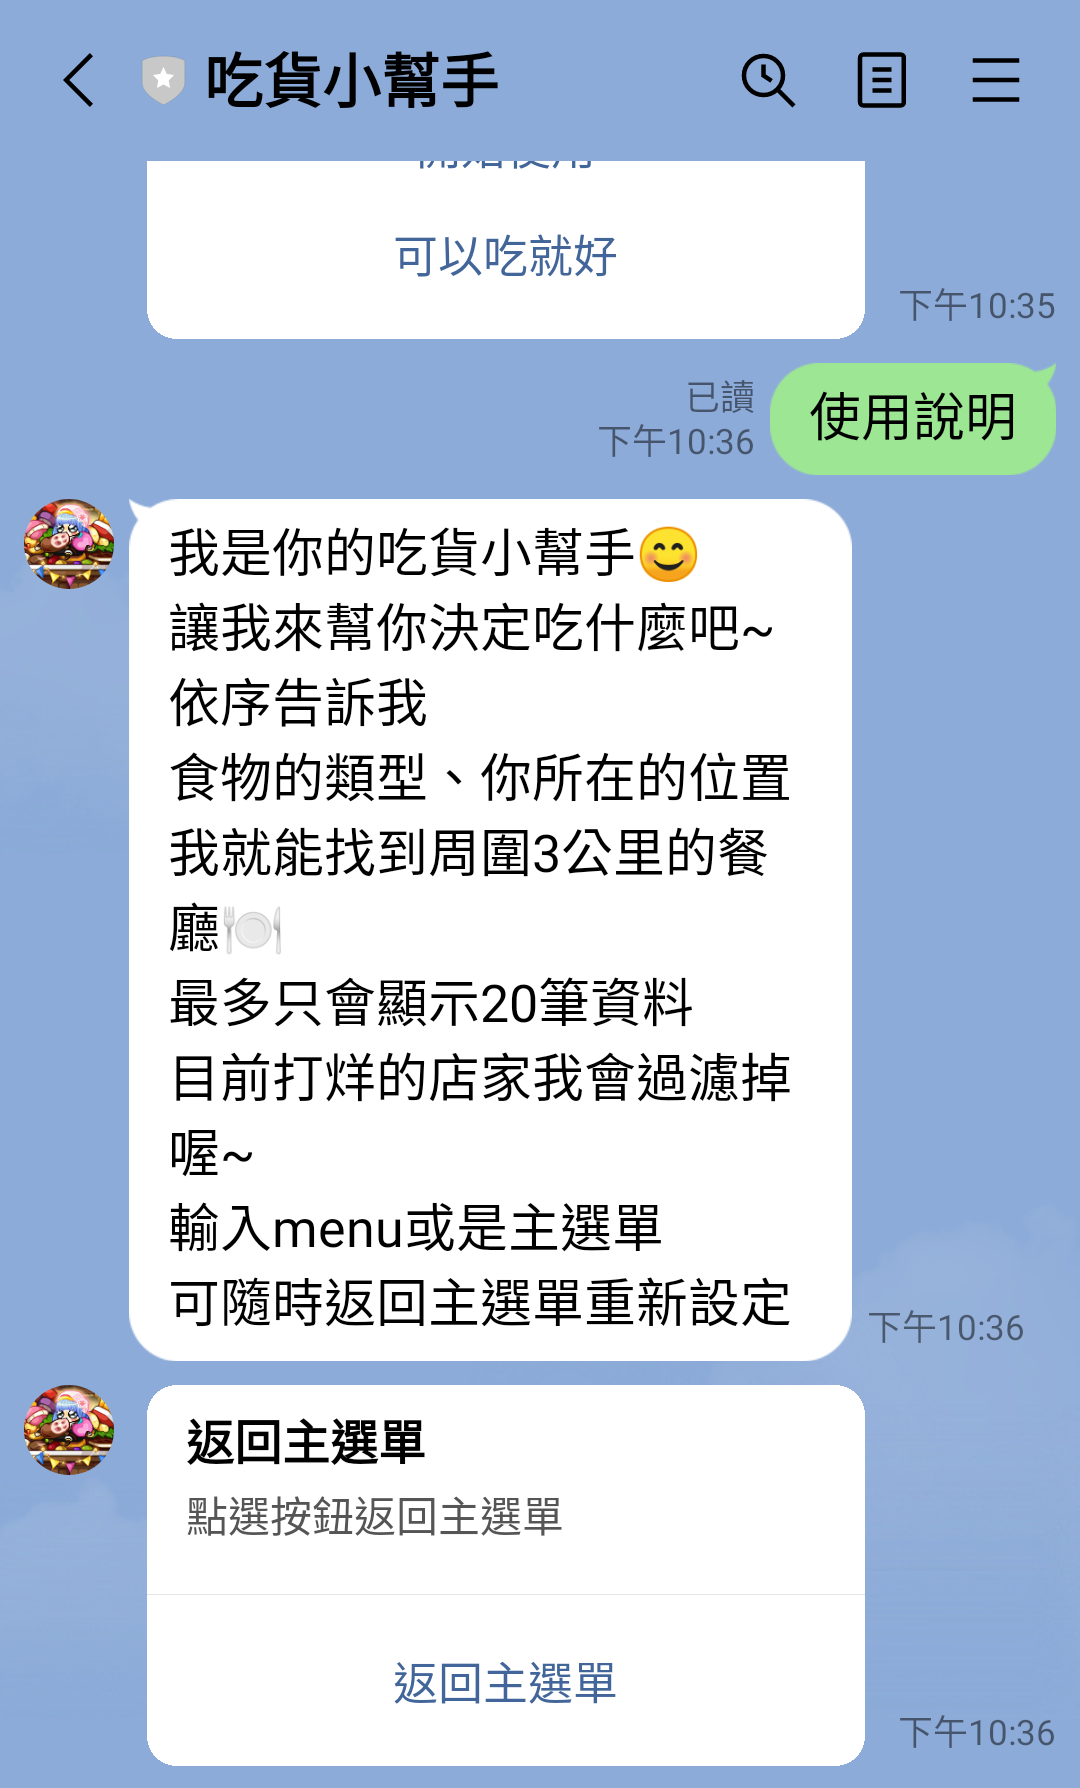 吃貨小幫手
開始使用
可以吃就好
下午10:35
已讀
下午10:36
使用說明
我是你的吃貨小幫手😊
讓我來幫你決定吃什麼吧~
依序告訴我
食物的類型、你所在的位置
我就能找到周圍3公里的餐
廳🍽
最多只會顯示20筆資料
目前打烊的店家我會過濾掉
喔~
輸入menu或是主選單
可隨時返回主選單重新設定
下午10:36
返回主選單
點選按鈕返回主選單
返回主選單
下午10:36